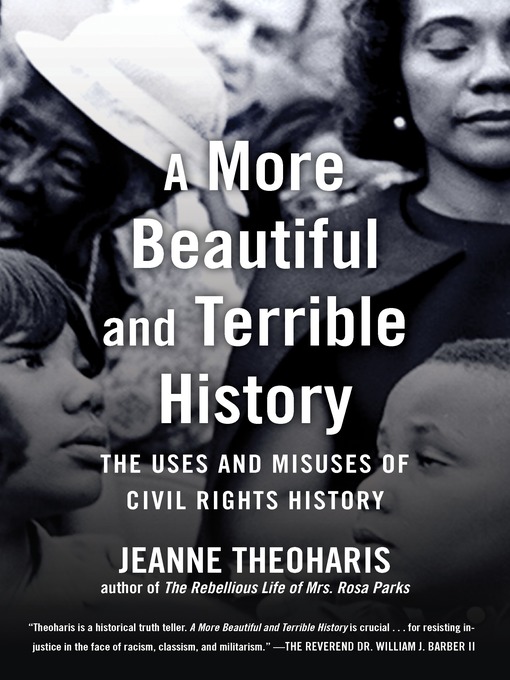 A More
Beautiful
and Terrible
History
THE USES AND MISUSES OF
CIVIL RIGHTS HISTORY
JEANNE THEOHARIS
author of The Rebellious Life of Mrs. Rosa Parks
“Theoharis is a historical truth teller. A More Beautiful and Terrible History is crucial . . . for resisting in-
justice in the face of racism, classism, and militarism.” —THE REVEREND DR. WILLIAM J. BARBER II